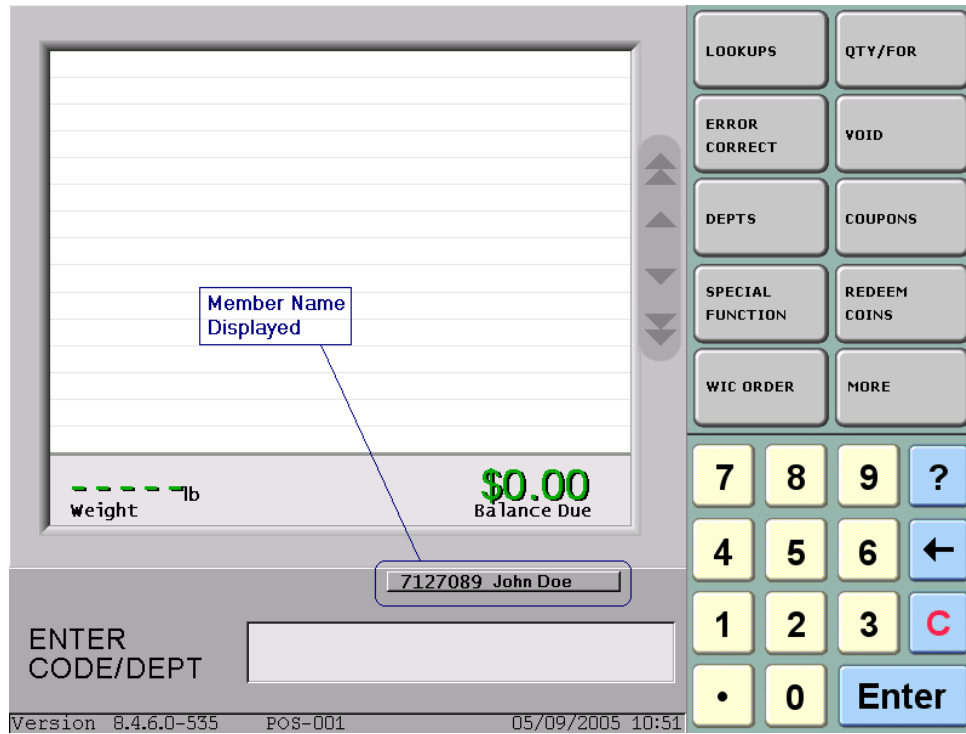 LOOKUPS
QTY/FOR
ERROR
CORRECT
VOID
DEPTS
COUPONS
SPECIAL
FUNCTION
REDEEM
COINS
WIC ORDER
MORE
Member Name
Displayed
- - - - -lb
Weight
$0.00
Balance Due
7 8 9 ?
4 5 6 ←
1 2 3 C
• 0 Enter
7127089 John Doe
ENTER
CODE/DEPT
Version 8.4.6.0-535 POS-001 05/09/2005 10:51